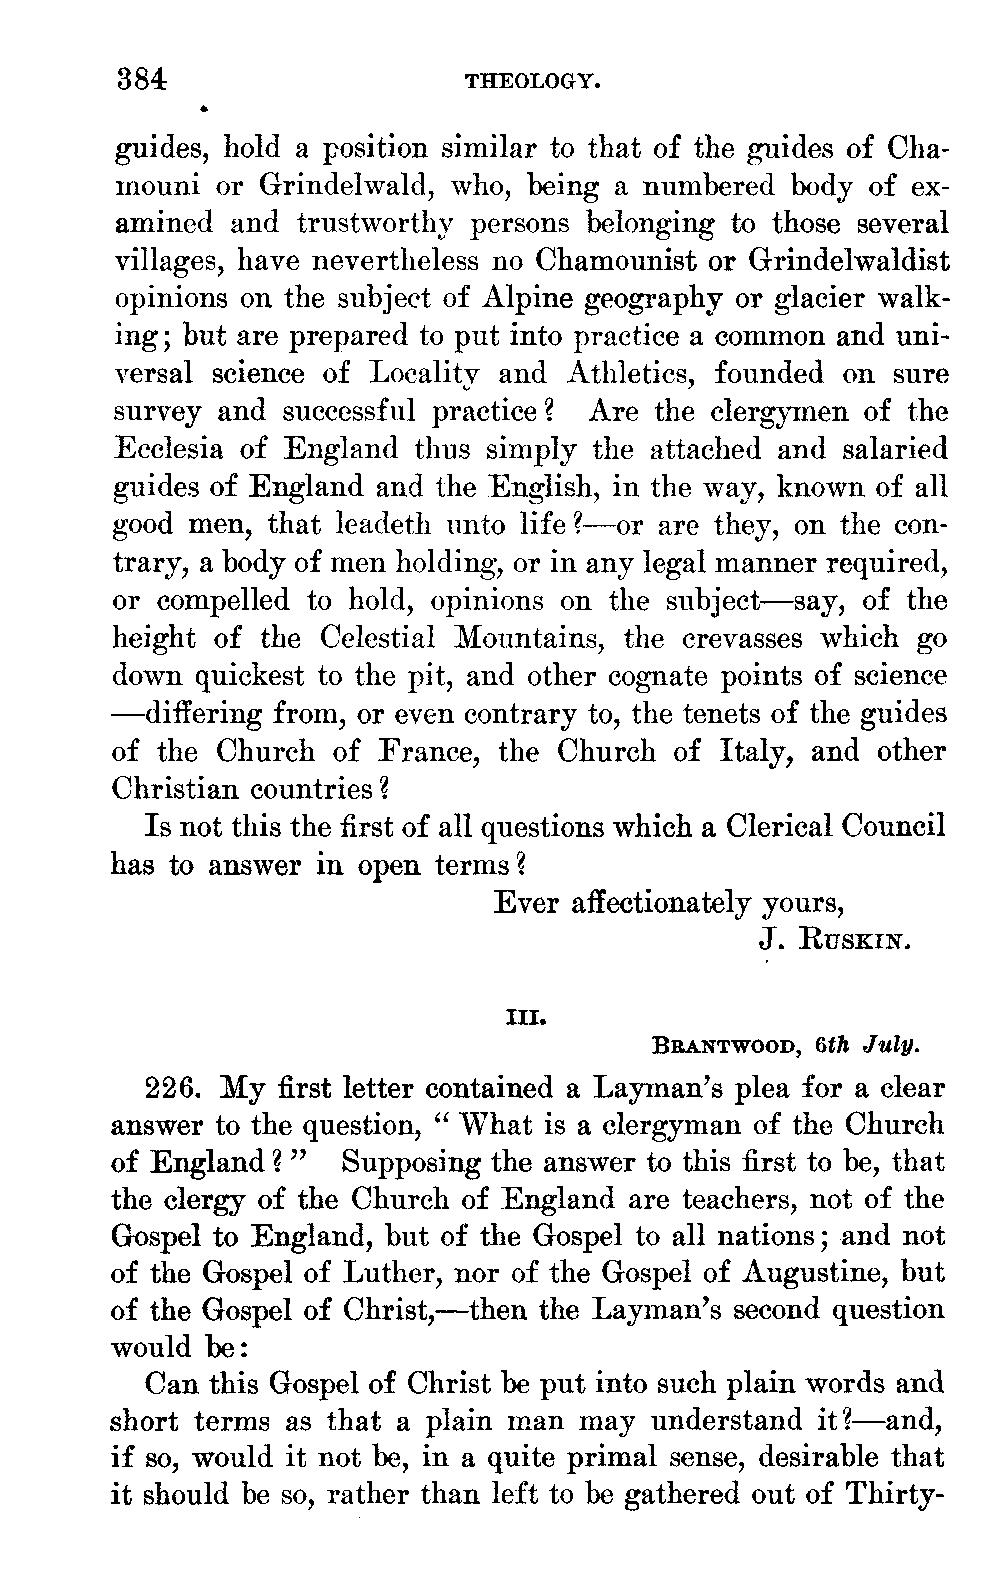 384 THEOLOGY.
guides, hold a position similar to that of the guides of Cha-
mouni or Grindelwald, who, being a numbered body of ex-
amined and trustworthy persons belonging to those several
villages, have nevertheless no Chamounist or Grindelwaldist
opinions on the subject of Alpine geography or glacier walk-
ing; but are prepared to put into practice a common and uni-
versal science of Locality and Athletics, founded on sure
survey and successful practice? Are the clergymen of the
Ecclesia of England thus simply the attached and salaried
guides of England and the English, in the way, known of all
good men, that leadeth unto life?—or are they, on the con-
trary, a body of men holding, or in any legal manner required,
or compelled to hold, opinions on the subject—say, of the
height of the Celestial Mountains, the crevasses which go
down quickest to the pit, and other cognate points of science
—differing from, or even contrary to, the tenets of the guides
of the Church of France, the Church of Italy, and other
Christian countries?
Is not this the first of all questions which a Clerical Council
has to answer in open terms?
Ever affectionately yours,
J. RUSKIN.
III.
BRANTWOOD, 6th July.
226. My first letter contained a Layman's plea for a clear
answer to the question, "What is a clergyman of the Church
of England?" Supposing the answer to this first to be, that
the clergy of the Church of England are teachers, not of the
Gospel to England, but of the Gospel to all nations; and not
of the Gospel of Luther, nor of the Gospel of Augustine, but
of the Gospel of Christ,—then the Layman's second question
would be:
Can this Gospel of Christ be put into such plain words and
short terms as that a plain man may understand it?—and,
if so, would it not be, in a quite primal sense, desirable that
it should be so, rather than left to be gathered out of Thirty-